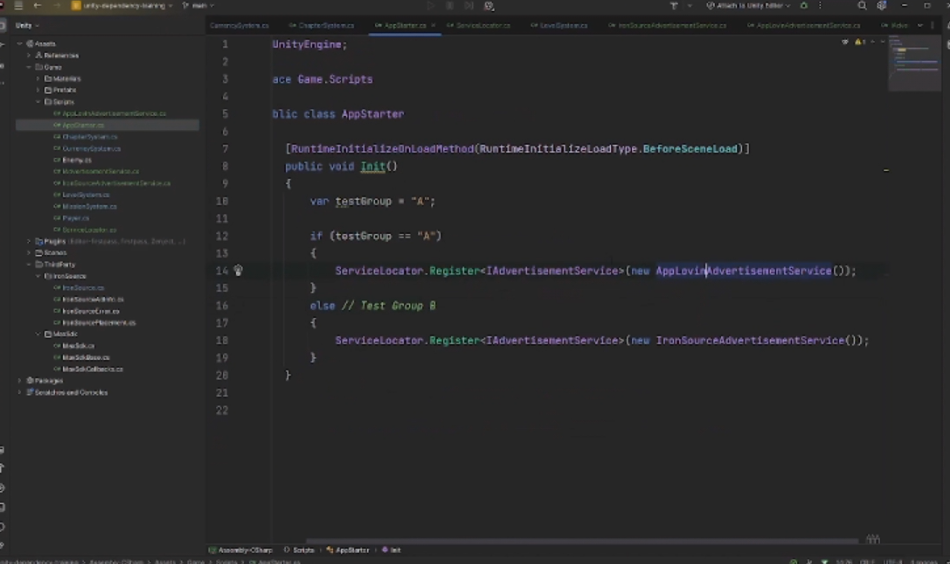 unity-dependency-training
main
Attach to Unity Editor
Unity
CurrencySystem.cs
ChapterSystem.cs
AppStarter.cs
ServiceLocator.cs
LevelSystem.cs
IronSourceAdvertisementService.cs
AppLovinAdvertisementService.cs
Assets
References
Game
Materials
Prefabs
Scripts
AppLovinAdvertisementService.cs
AppStarter.cs
ChapterSystem.cs
CurrencySystem.cs
Enemy.cs
IAdvertisementService.cs
IronSourceAdvertisementService.cs
LevelSystem.cs
MissionSystem.cs
Player.cs
ServiceLocator.cs
Plugins
Scenes
ThirdParty
IronSource
IronSource.cs
IronSourceAdInfo.cs
IronSourceError.cs
IronSourcePlacement.cs
MaxSdk
MaxSdk.cs
MaxSdkBase.cs
MaxSdkCallbacks.cs
Packages
Scratches and Consoles
1 UnityEngine;
2
3 ace Game.Scripts
4
5 blic class AppStarter
6
7 [RuntimeInitializeOnLoadMethod(RuntimeInitializeLoadType.BeforeSceneLoad)]
8 public void Init()
9 {
10 var testGroup = "A";
11
12 if (testGroup == "A")
13 {
14 ServiceLocator.Register<IAdvertisementService>(new AppLovinAdvertisementService());
15 }
16 else // Test Group B
17 {
18 ServiceLocator.Register<IAdvertisementService>(new IronSourceAdvertisementService());
19 }
20 }
21
22
Assembly-CSharp Scripts AppStarter Init